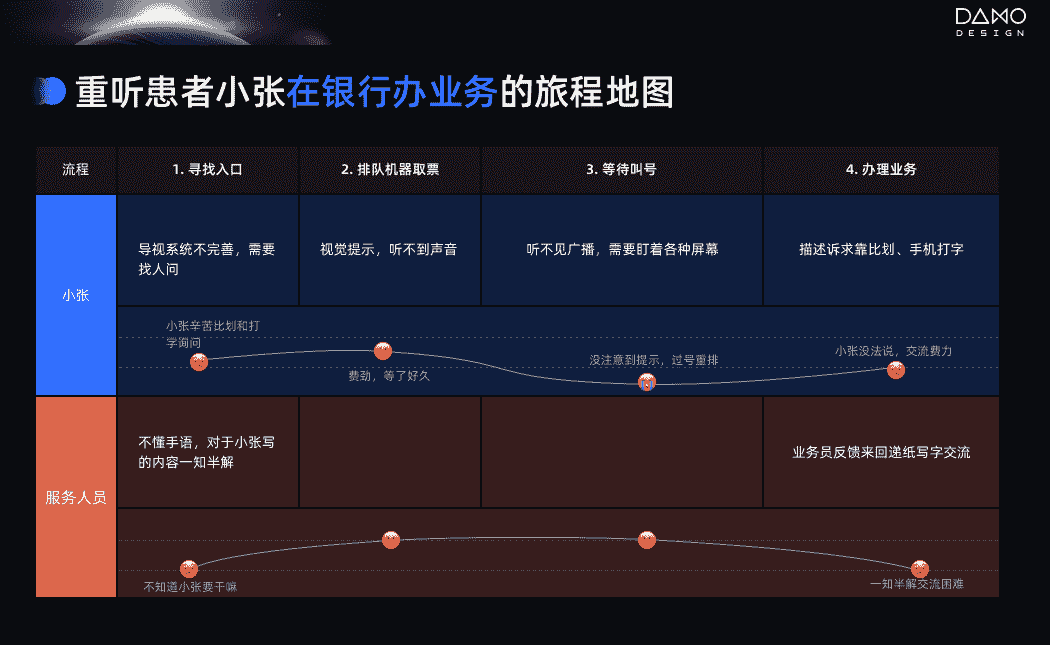 DAMO
DESIGN
重听患者小张在银行办业务的旅程地图
流程
1. 寻找入口
2. 排队机器取票
3. 等待叫号
4. 办理业务
小张
导视系统不完善，需要
找人问
视觉提示，听不到声音
听不见广播，需要盯着各种屏幕
描述诉求靠比划、手机打字
小张辛苦比划和打
学询问
费劲，等了好久
没注意到提示，过号重排
小张没法说，交流费力
服务人员
不懂手语，对于小张写
的内容一知半解
业务员反馈来回递纸写字交流
不知道小张要干嘛
一知半解交流困难